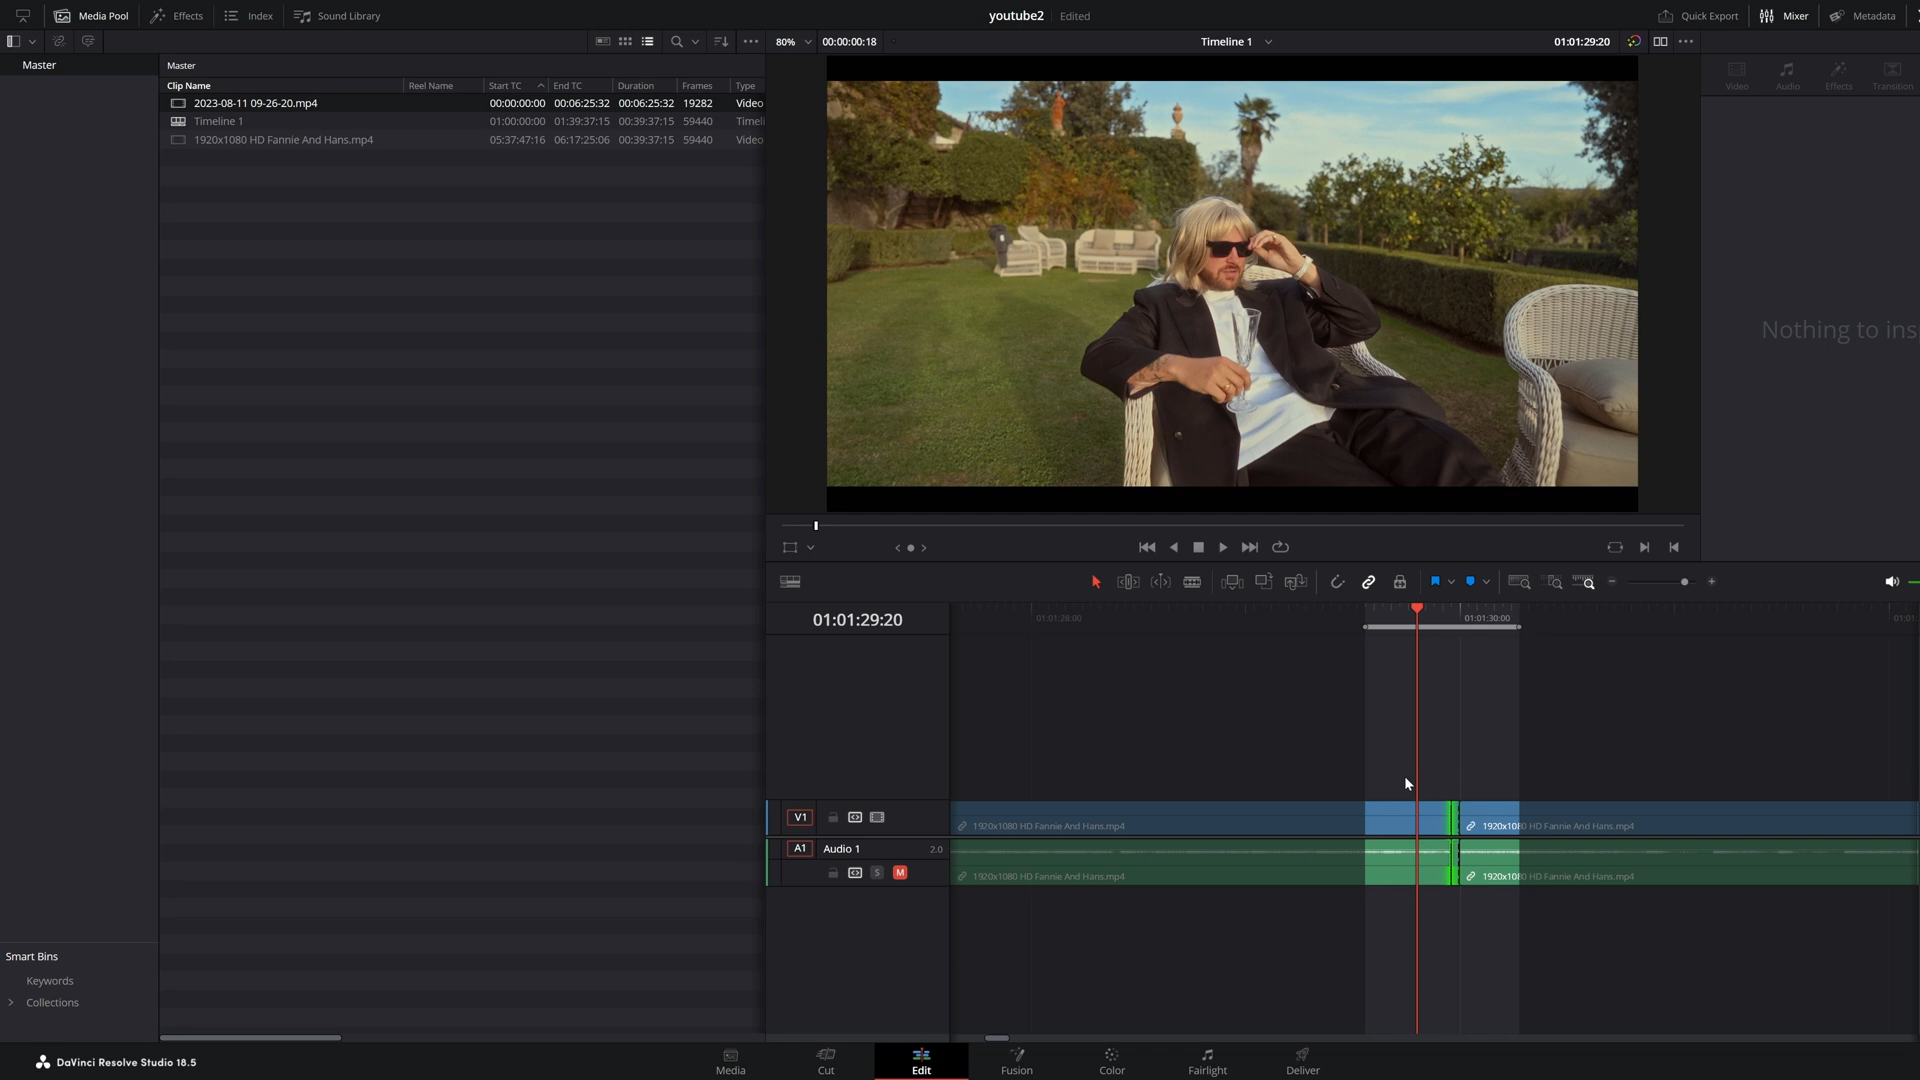 Media Pool
Effects
Index
Sound Library
youtube2
Edited
Quick Export
Mixer
Metadata
80%
00:00:00:18
Timeline 1
01:01:29:20
Master
Master
Clip Name
Reel Name
Start TC
End TC
Duration
Frames
Type
2023-08-11 09-26-20.mp4
00:00:00:00
00:06:25:32
00:06:25:32
19282
Video
Timeline 1
01:00:00:00
01:39:37:15
00:39:37:15
59440
Timeli
1920x1080 HD Fannie And Hans.mp4
05:37:47:16
06:17:25:06
00:39:37:15
59440
Video
Video
Audio
Effects
Transition
Nothing to ins
01:01:29:20
01:01:28:00
01:01:30:00
01:01:
V1
1920x1080 HD Fannie And Hans.mp4
1920x1080 HD Fannie And Hans.mp4
A1
Audio 1
2.0
S
M
1920x1080 HD Fannie And Hans.mp4
1920x1080 HD Fannie And Hans.mp4
Smart Bins
Keywords
Collections
DaVinci Resolve Studio 18.5
Media
Cut
Edit
Fusion
Color
Fairlight
Deliver